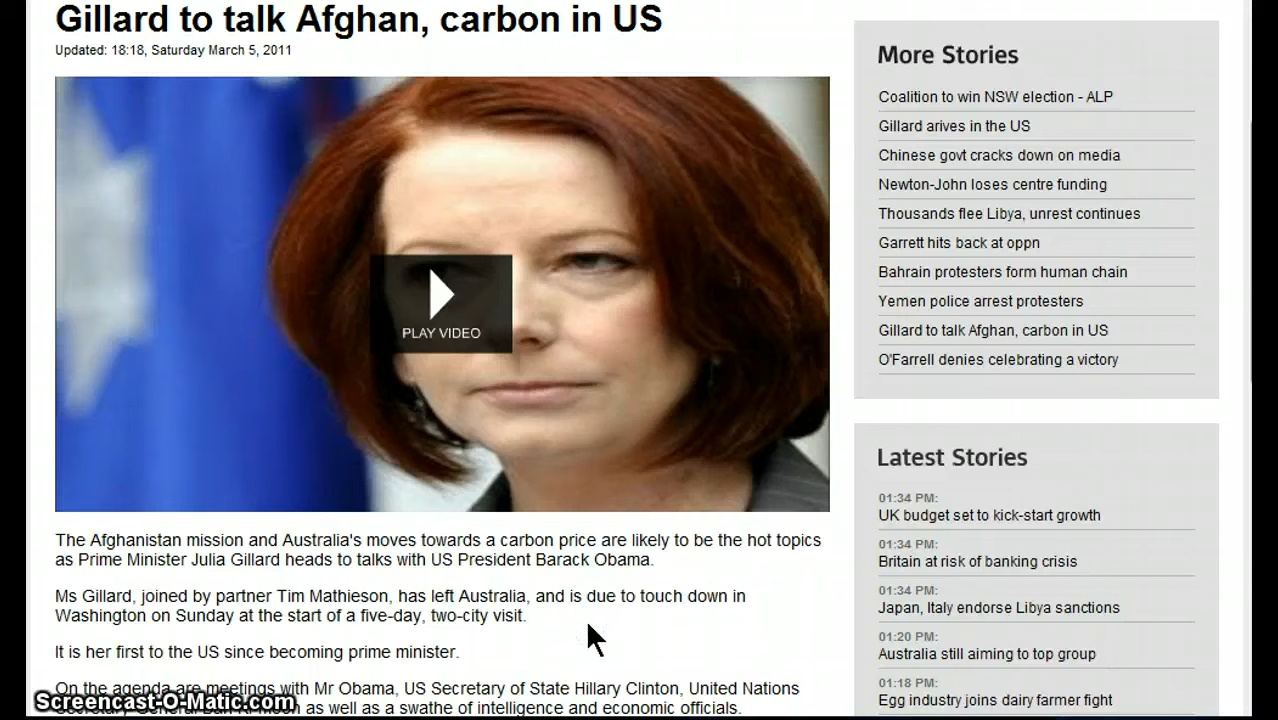 Gillard to talk Afghan, carbon in US
Updated: 18:18, Saturday March 5, 2011
PLAY VIDEO
The Afghanistan mission and Australia's moves towards a carbon price are likely to be the hot topics
as Prime Minister Julia Gillard heads to talks with US President Barack Obama.
Ms Gillard, joined by partner Tim Mathieson, has left Australia, and is due to touch down in
Washington on Sunday at the start of a five-day, two-city visit.
It is her first to the US since becoming prime minister.
On the agenda are meetings with Mr Obama, US Secretary of State Hillary Clinton, United Nations
as well as a swathe of intelligence and economic officials.
Screencast-O-Matic.com
More Stories
Coalition to win NSW election - ALP
Gillard arives in the US
Chinese govt cracks down on media
Newton-John loses centre funding
Thousands flee Libya, unrest continues
Garrett hits back at oppn
Bahrain protesters form human chain
Yemen police arrest protesters
Gillard to talk Afghan, carbon in US
O'Farrell denies celebrating a victory
Latest Stories
01:34 PM:
UK budget set to kick-start growth
01:34 PM:
Britain at risk of banking crisis
01:34 PM:
Japan, Italy endorse Libya sanctions
01:20 PM:
Australia still aiming to top group
01:18 PM:
Egg industry joins dairy farmer fight